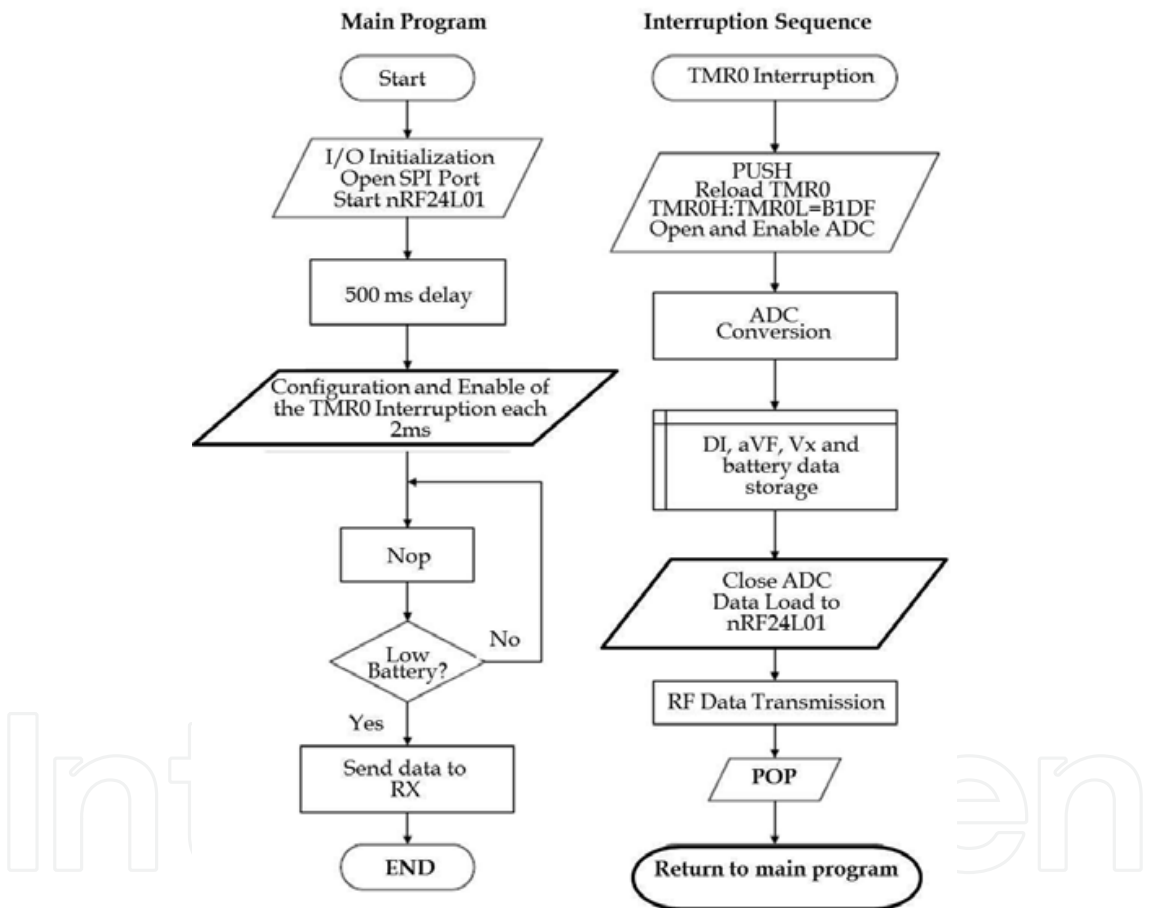 Main Program
Start
I/O Initialization
Open SPI Port
Start nRF24L01
500 ms delay
Configuration and Enable of
the TMR0 Interruption each
2ms
Nop
No
Low
Battery?
Yes
Send data to
RX
END
Interruption Sequence
TMR0 Interruption
PUSH
Reload TMR0
TMR0H:TMR0L=B1DF
Open and Enable ADC
ADC
Conversion
DI, aVF, Vx and
battery data
storage
Close ADC
Data Load to
nRF24L01
RF Data Transmission
POP
Return to main program